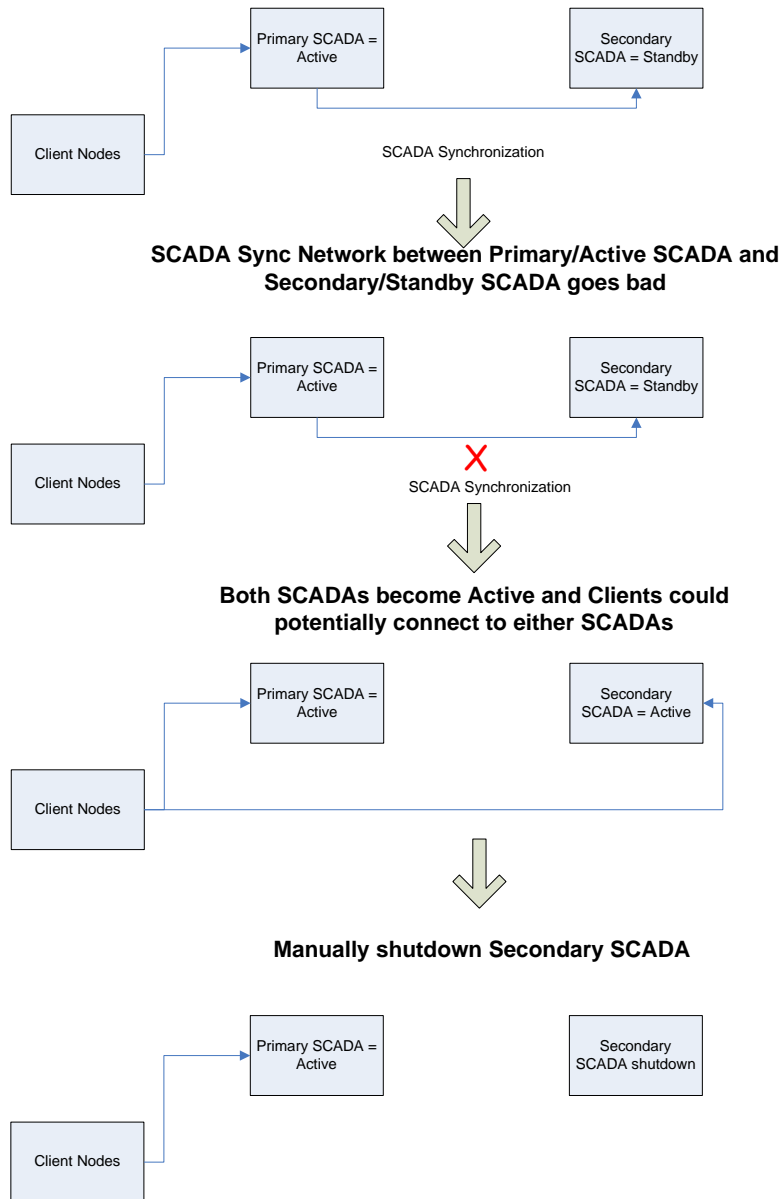 Primary SCADA =
Active
Secondary
SCADA = Standby
Client Nodes
SCADA Synchronization
SCADA Sync Network between Primary/Active SCADA and
Secondary/Standby SCADA goes bad
Primary SCADA =
Active
Secondary
SCADA = Standby
Client Nodes
SCADA Synchronization
Both SCADAs become Active and Clients could
potentially connect to either SCADAs
Primary SCADA =
Active
Secondary
SCADA = Active
Client Nodes
Manually shutdown Secondary SCADA
Primary SCADA =
Active
Secondary
SCADA shutdown
Client Nodes